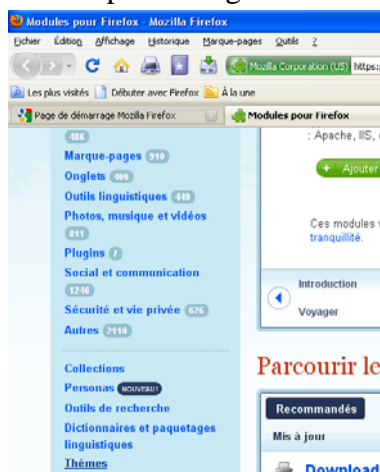 Modules pour Firefox - Mozilla Firefox
Fichier Édition Affichage Historique Marque-pages Outils ?
Mozilla Corporation (US) https:
Les plus visités Débuter avec Firefox À la une
Page de démarrage Mozilla Firefox Modules pour Firefox
486
Marque-pages 910
Onglets 406
Outils linguistiques 449
Photos, musique et vidéos
811
Plugins 7
Social et communication
1246
Sécurité et vie privée 626
Autres 2110
Collections
Personas NOUVEAU!
Outils de recherche
Dictionnaires et paquetages
linguistiques
Thèmes
: Apache, IIS,
+ Ajouter
Ces modules
tranquillité.
Introduction
Voyager
Parcourir le
Recommandés
Mis à jour
Download